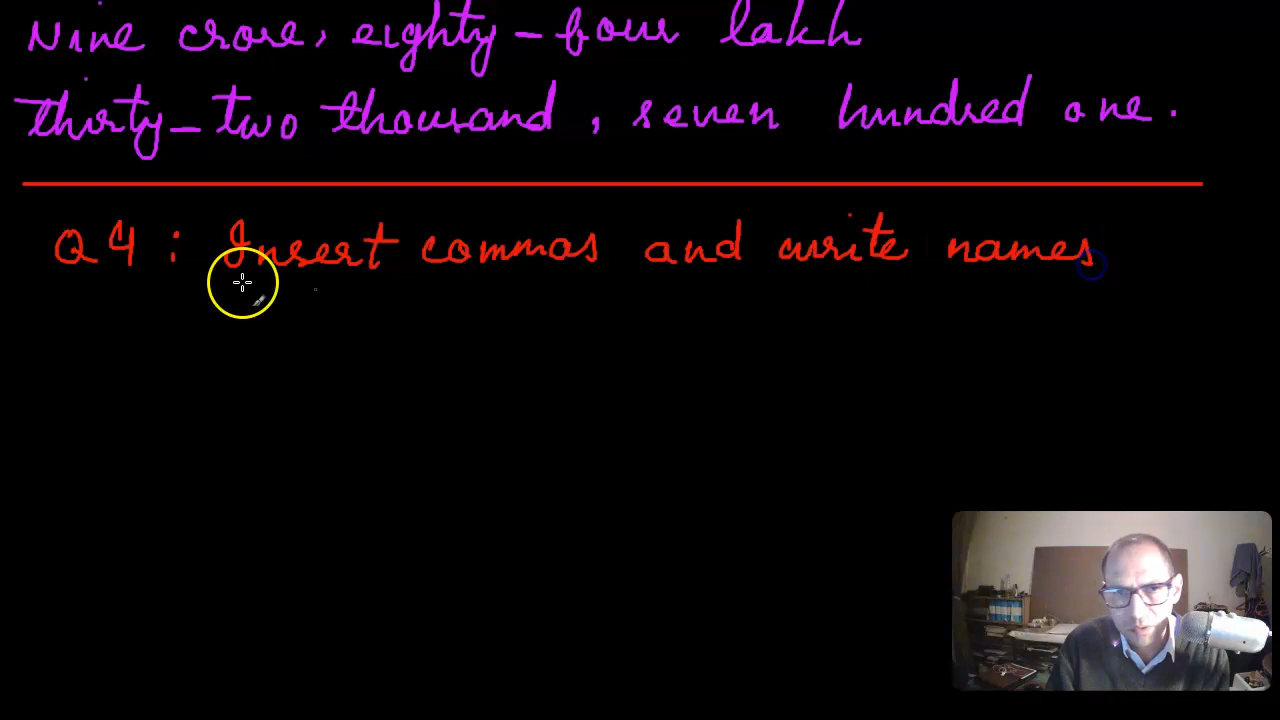 Nine crore, eighty-four lakh
thirty-two thousand, seven hundred one.
Q4: Insert commas and write names